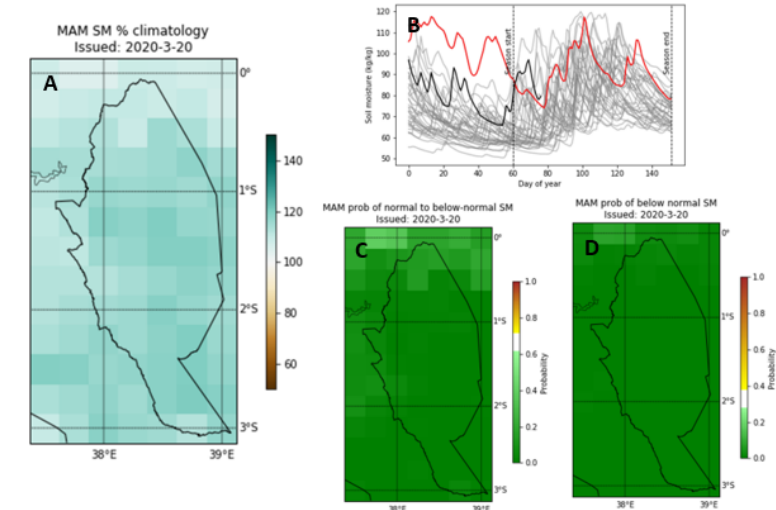 MAM SM % climatology
Issued: 2020-3-20
A
0°
1°S
2°S
3°S
38°E
39°E
140
120
100
80
60
B
120
110
100
90
80
70
60
50
Soil moisture (kg/kg)
Season start
Season end
0
20
40
60
80
100
120
140
Day of year
MAM prob of normal to below-normal SM
Issued: 2020-3-20
C
0°
1°S
2°S
3°S
38°E
39°E
1.0
0.8
0.6
0.4
0.2
0.0
Probability
MAM prob of below normal SM
Issued: 2020-3-20
D
0°
1°S
2°S
3°S
38°E
39°E
1.0
0.8
0.6
0.4
0.2
0.0
Probability